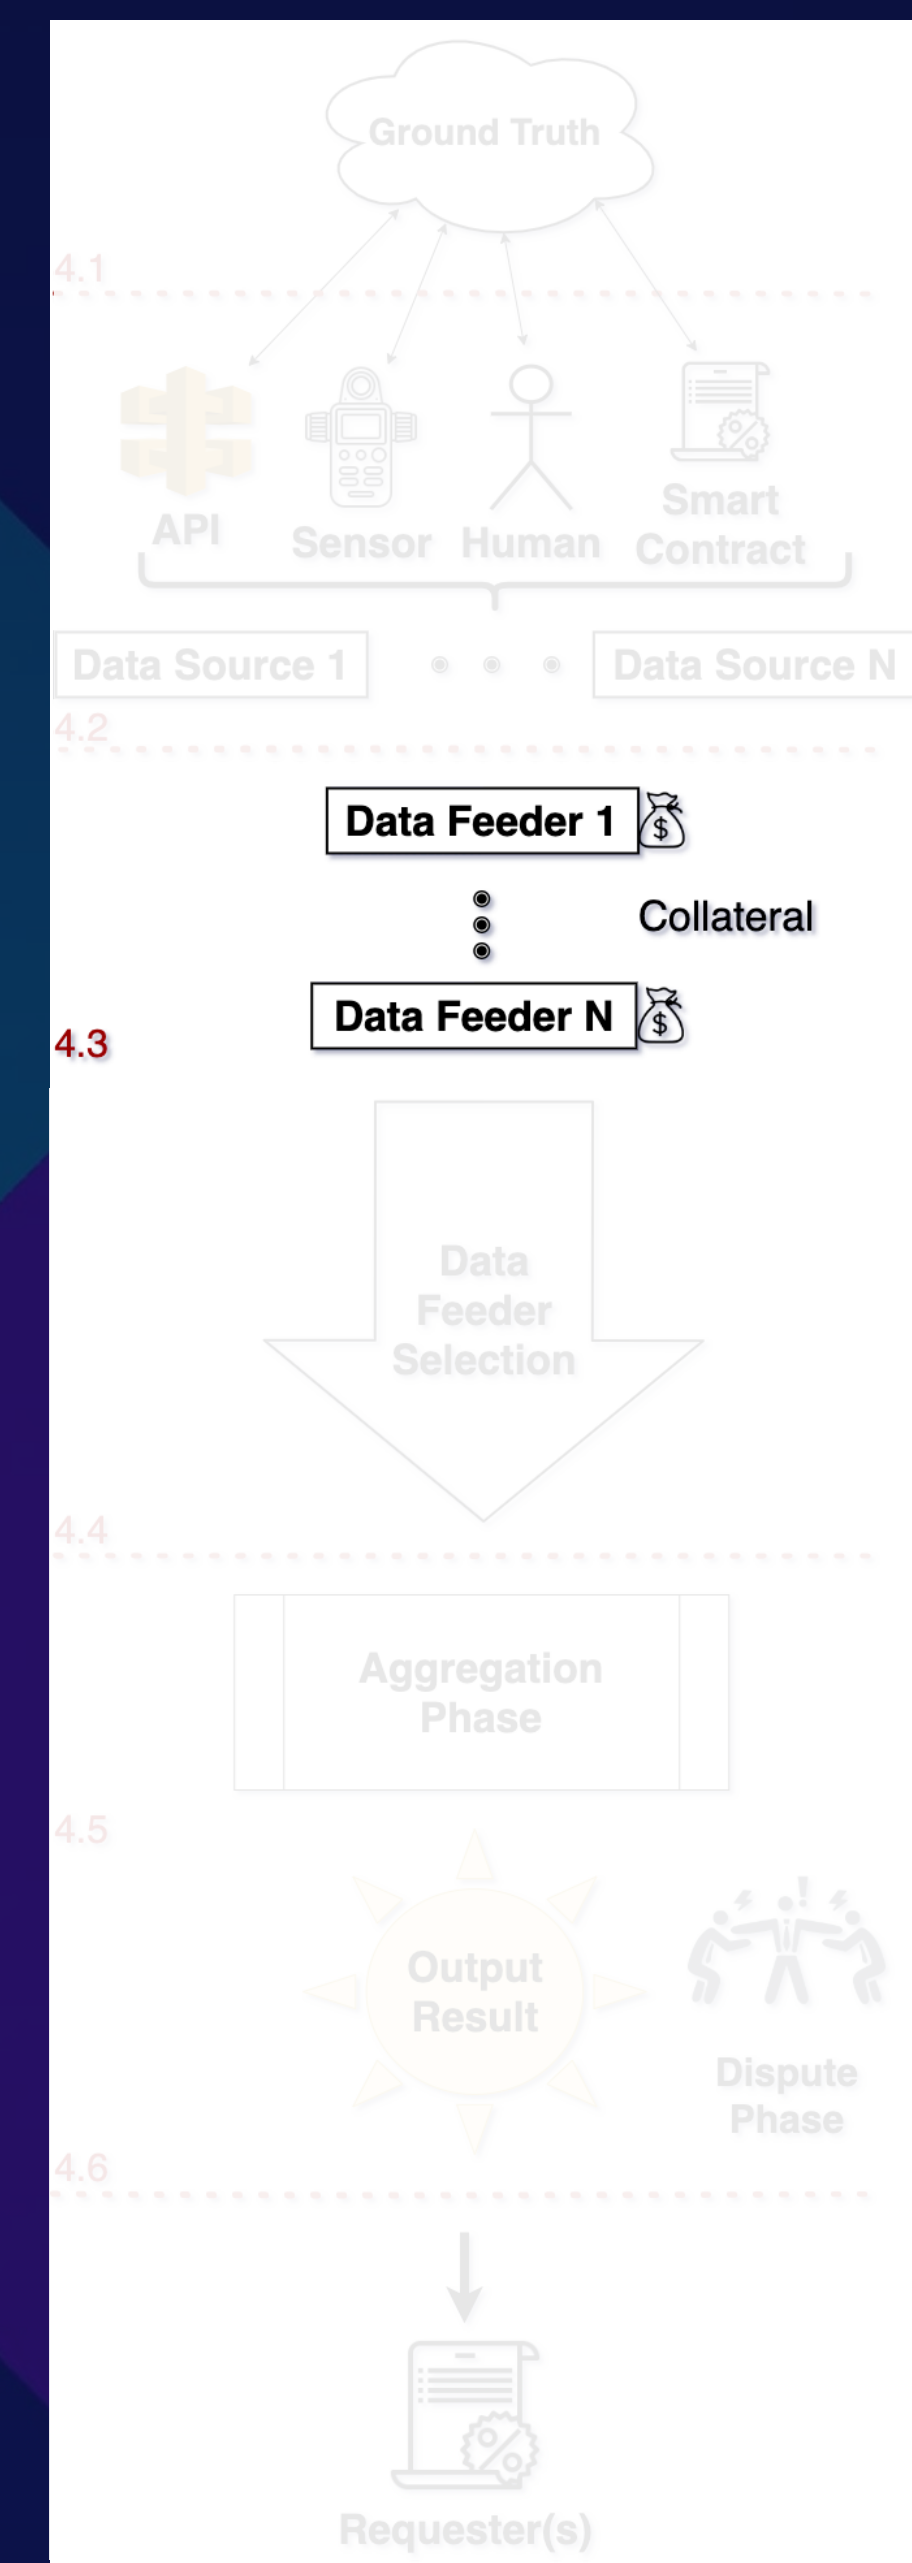 Ground Truth
4.1
API
Sensor
Human
Smart
Contract
Data Source 1
Data Source N
4.2
Data Feeder 1
$
Collateral
Data Feeder N
$
4.3
Data
Feeder
Selection
4.4
Aggregation
Phase
4.5
Output
Result
Dispute
Phase
4.6
Requester(s)